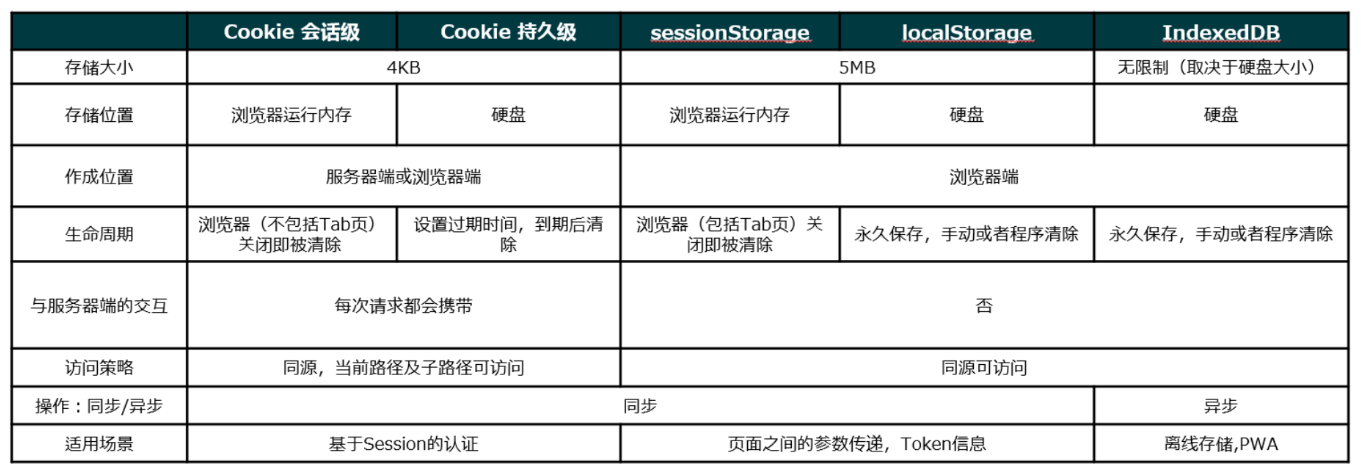 Cookie 会话级 Cookie 持久级 sessionStorage localStorage IndexedDB
存储大小 4KB 5MB 无限制（取决于硬盘大小）
存储位置 浏览器运行内存 硬盘 浏览器运行内存 硬盘 硬盘
作成位置 服务器端或浏览器端 浏览器端
生命周期 浏览器（不包括Tab页）
关闭即被清除
设置过期时间，到期后清
除
浏览器（包括Tab页）关
闭即被清除
永久保存，手动或者程序清除 永久保存，手动或者程序清除
与服务器端的交互 每次请求都会携带 否
访问策略 同源，当前路径及子路径可访问 同源可访问
操作：同步/异步 同步 异步
适用场景 基于Session的认证 页面之间的参数传递，Token信息 离线存储,PWA